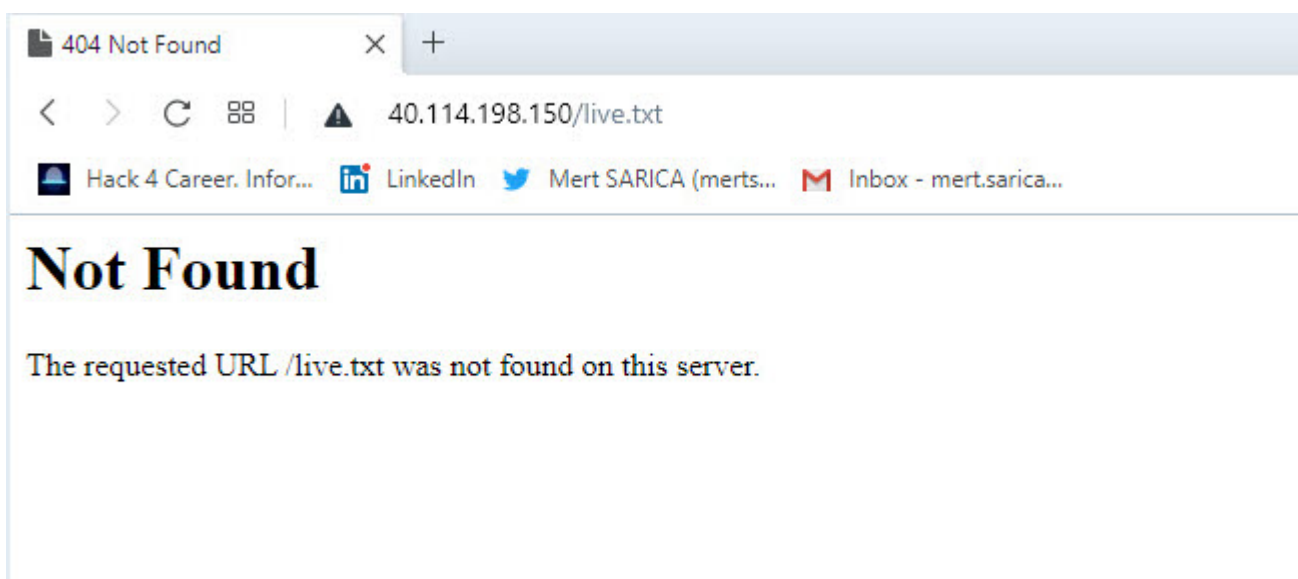 404 Not Found
40.114.198.150/live.txt
Hack 4 Career. Infor... LinkedIn Mert SARICA (merts... Inbox - mert.sarica...
Not Found
The requested URL /live.txt was not found on this server.